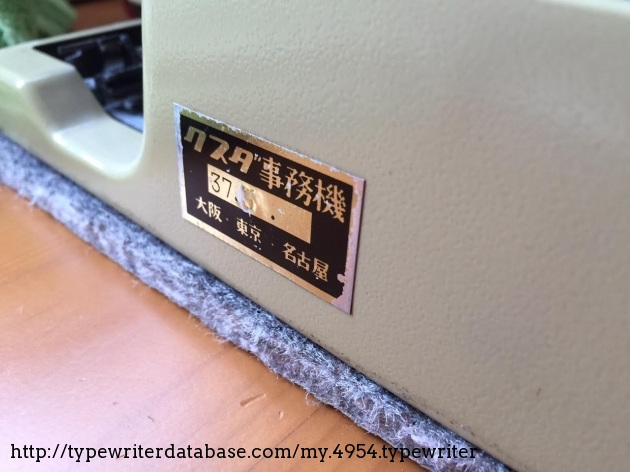 クスダ事務機
37.
大阪・東京・名古屋
http://typewriterdatabase.com/my.4954.typewriter